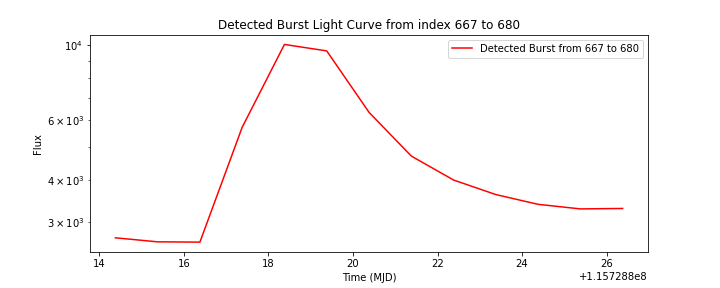 Detected Burst Light Curve from index 667 to 680
Detected Burst from 667 to 680
Flux
10⁴
6 × 10³
4 × 10³
3 × 10³
14 16 18 20 22 24 26
Time (MJD)
+1.157288e8